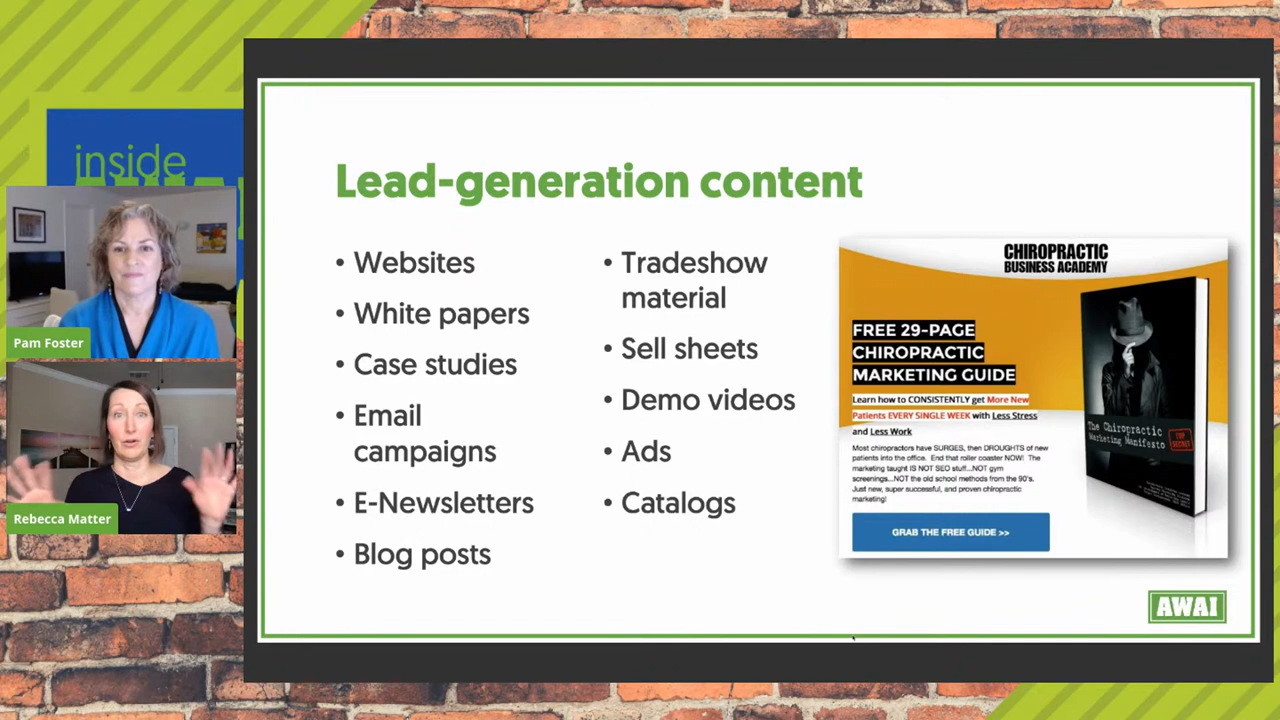 inside
Pam Foster
Rebecca Matter
Lead-generation content
• Websites
• White papers
• Case studies
• Email
campaigns
• E-Newsletters
• Blog posts
• Tradeshow
material
• Sell sheets
• Demo videos
• Ads
• Catalogs
CHIROPRACTIC
BUSINESS ACADEMY
FREE 29-PAGE
CHIROPRACTIC
MARKETING GUIDE
Learn how to CONSISTENTLY get More New
Patients EVERY SINGLE WEEK with Less Stress
and Less Work
Most chiropractors have SURGES, then DROUGHTS of new
patients into the office. End that roller coaster NOW! The
marketing taught IS NOT SEO stuff...NOT gym
screenings...NOT the old school methods from the 90's.
Just new, super successful, and proven chiropractic
marketing!
GRAB THE FREE GUIDE >>
The Chiropractic
Marketing Manifesto
TOP
SECRET
AWAI